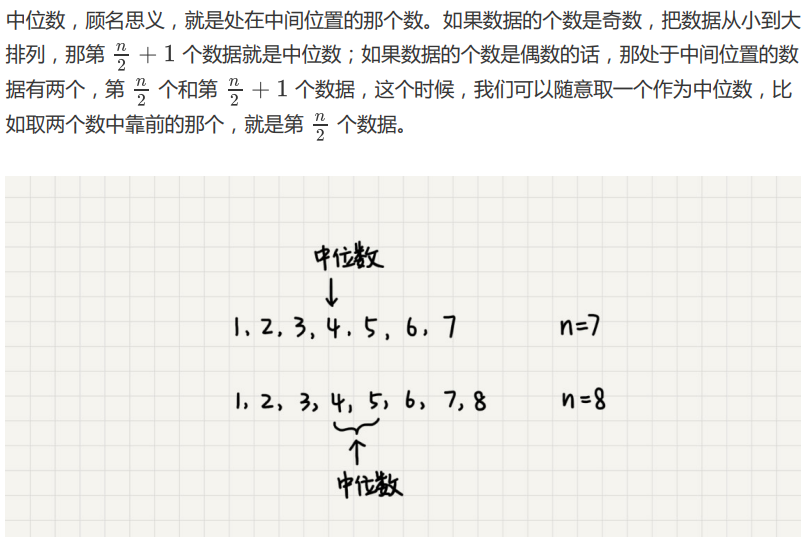 中位数，顾名思义，就是处在中间位置的那个数。如果数据的个数是奇数，把数据从小到大
排列，那第 n/2 + 1 个数据就是中位数；如果数据的个数是偶数的话，那处于中间位置的数
据有两个，第 n/2 个和第 n/2 + 1 个数据，这个时候，我们可以随意取一个作为中位数，比
如取两个数中靠前的那个，就是第 n/2 个数据。
中位数
↓
1、2, 3, 4, 5, 6, 7 n=7
1, 2, 3, 4, 5, 6, 7, 8 n=8
↑
中位数